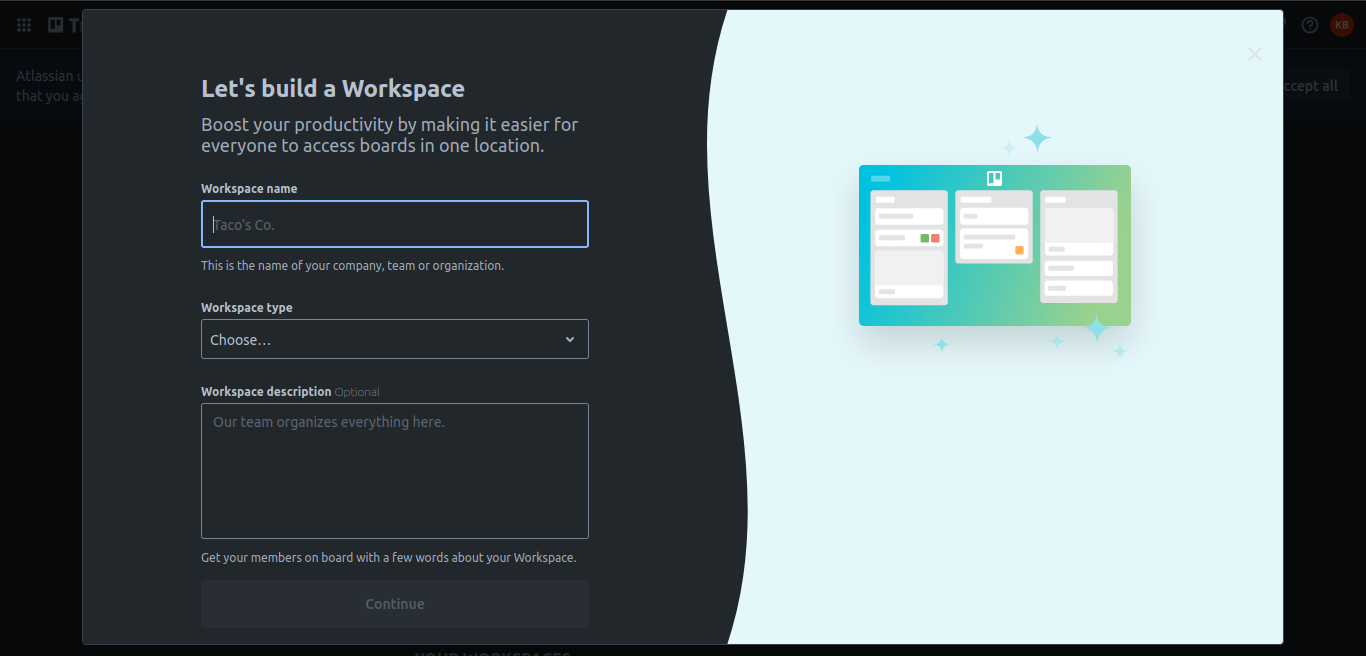 KB
Atlassian
that you
ccept all
Let's build a Workspace
Boost your productivity by making it easier for
everyone to access boards in one location.
Workspace name
Taco's Co.
This is the name of your company, team or organization.
Workspace type
Choose…
Workspace description Optional
Our team organizes everything here.
Get your members on board with a few words about your Workspace.
Continue
YOUR WORKSPACES